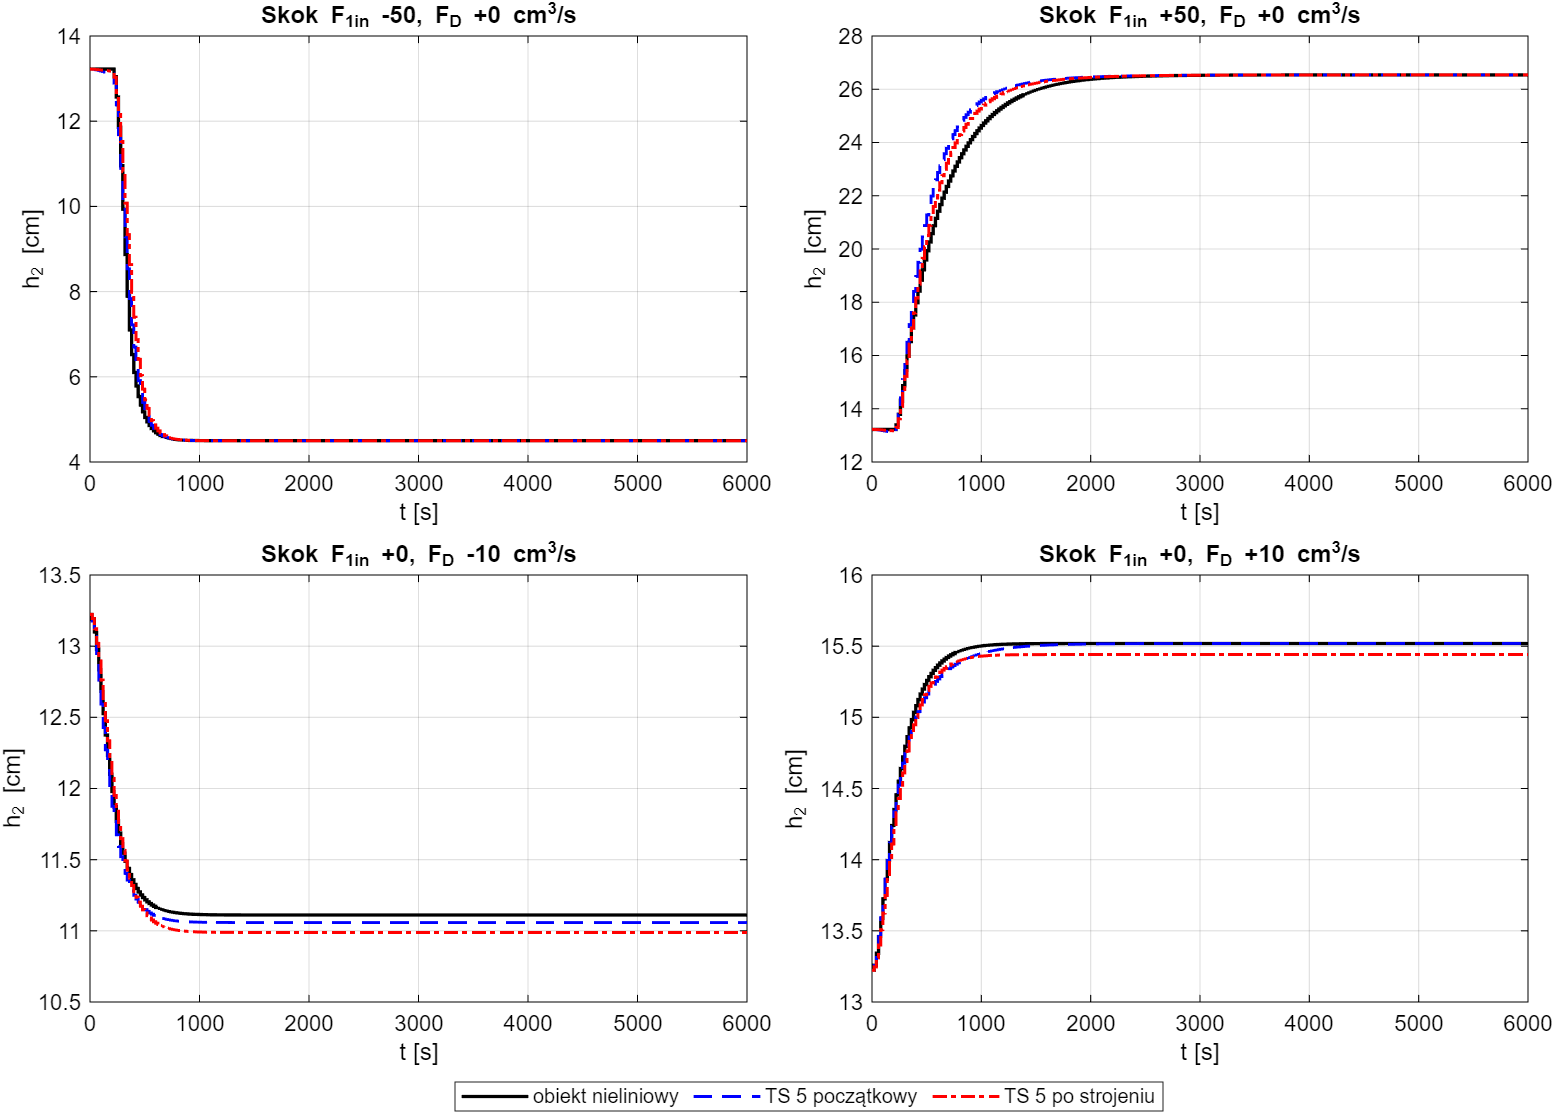 Skok F1in -50, FD +0 cm3/s
14
12
10
8
6
4
h2 [cm]
0 1000 2000 3000 4000 5000 6000
t [s]
Skok F1in +50, FD +0 cm3/s
28
26
24
22
20
18
16
14
12
h2 [cm]
0 1000 2000 3000 4000 5000 6000
t [s]
Skok F1in +0, FD -10 cm3/s
13.5
13
12.5
12
11.5
11
10.5
h2 [cm]
0 1000 2000 3000 4000 5000 6000
t [s]
Skok F1in +0, FD +10 cm3/s
16
15.5
15
14.5
14
13.5
13
h2 [cm]
0 1000 2000 3000 4000 5000 6000
t [s]
obiekt nieliniowy TS 5 początkowy TS 5 po strojeniu